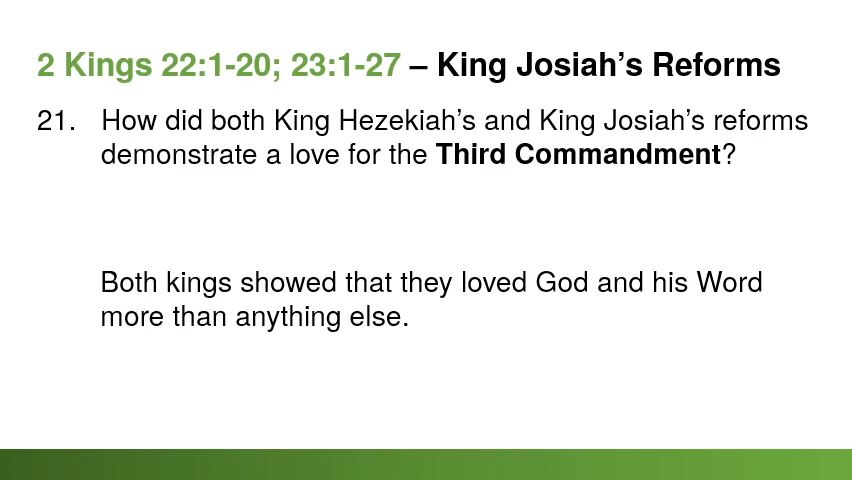 2 Kings 22:1-20; 23:1-27 – King Josiah’s Reforms
21. How did both King Hezekiah’s and King Josiah’s reforms
demonstrate a love for the Third Commandment?
Both kings showed that they loved God and his Word
more than anything else.